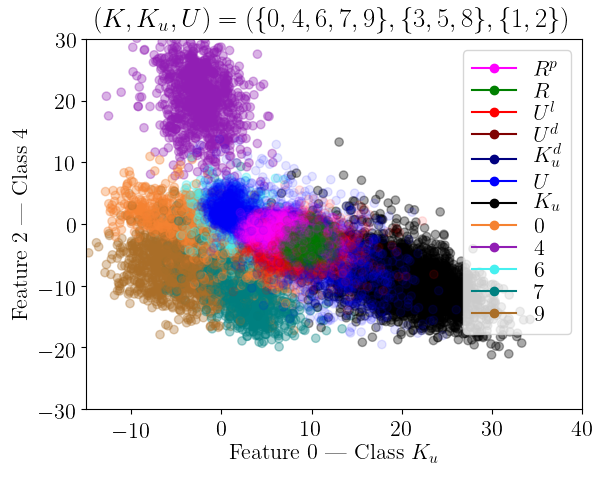 (K, K_u, U) = ({0, 4, 6, 7, 9}, {3, 5, 8}, {1, 2})
30
20
10
0
−10
−20
−30
Feature 2 — Class 4
−10
0
10
20
30
40
Feature 0 — Class K_u
R^p
R
U^l
U^d
K_u^d
U
K_u
0
4
6
7
9